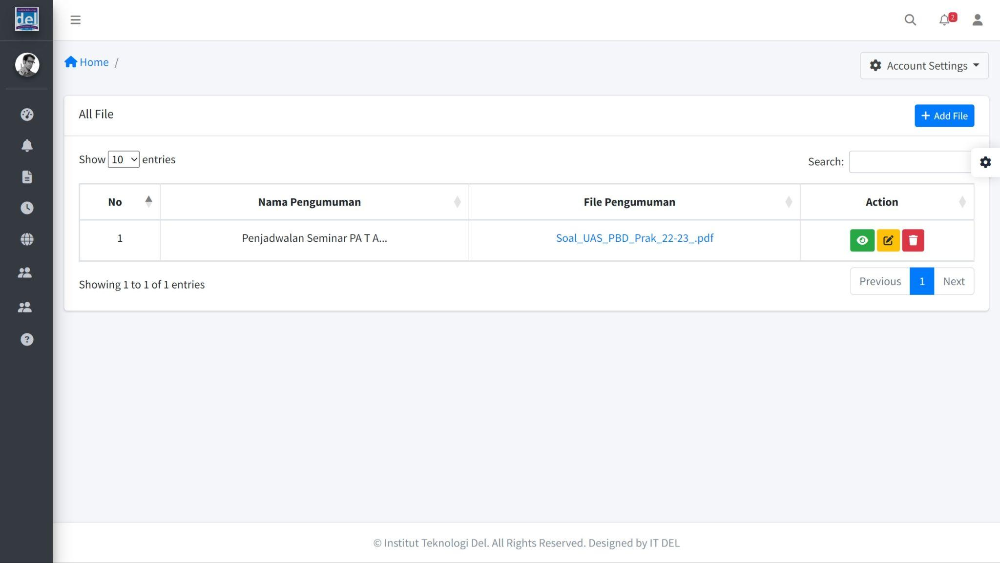 del
2
Home /
Account Settings
All File
+ Add File
Show 10 entries
Search:
No
Nama Pengumuman
File Pengumuman
Action
1
Penjadwalan Seminar PA T A...
Soal_UAS_PBD_Prak_22-23_.pdf
Showing 1 to 1 of 1 entries
Previous 1 Next
?
© Institut Teknologi Del. All Rights Reserved. Designed by IT DEL